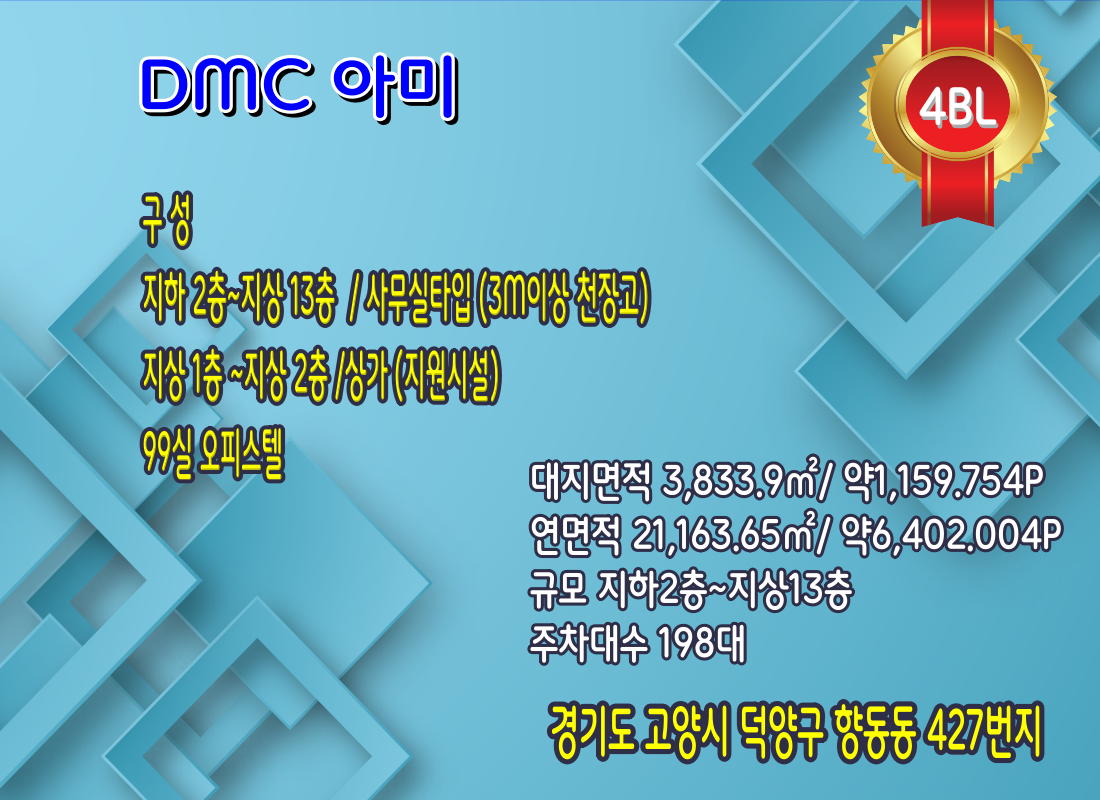 DMC 아미
4BL
구 성
지하 2층~지상 13층 / 사무실타입 (3m이상 천장고)
지상 1층 ~지상 2층 /상가 (지원시설)
99실 오피스텔
대지면적 3,833.9㎡/ 약1,159.754P
연면적 21,163.65㎡/ 약6,402.004P
규모 지하2층~지상13층
주차대수 198대
경기도 고양시 덕양구 향동동 427번지